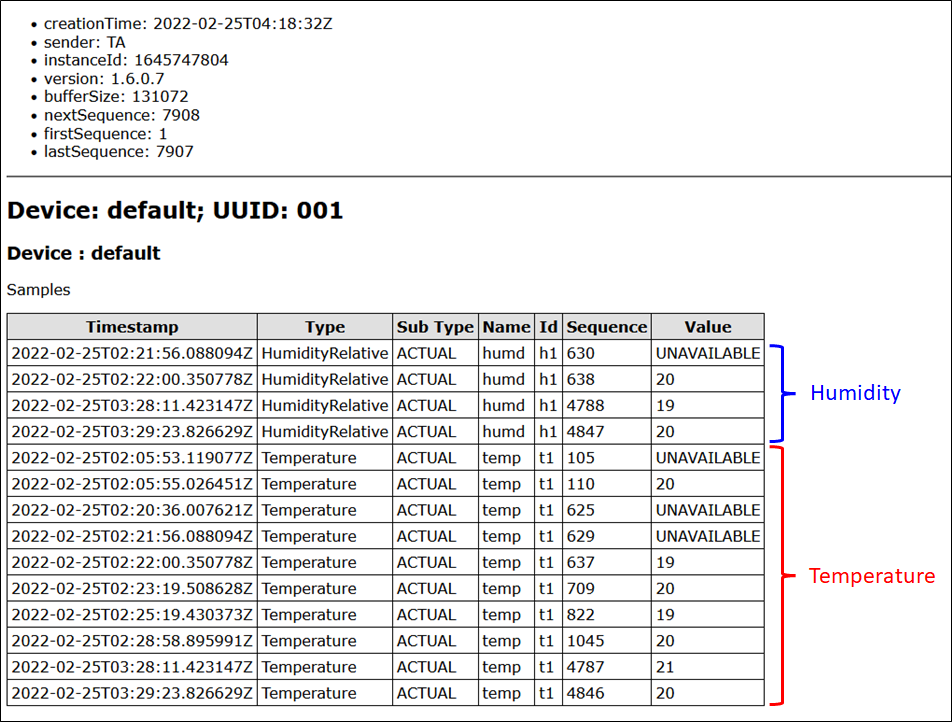 • creationTime: 2022-02-25T04:18:32Z
• sender: TA
• instanceId: 1645747804
• version: 1.6.0.7
• bufferSize: 131072
• nextSequence: 7908
• firstSequence: 1
• lastSequence: 7907
Device: default; UUID: 001
Device : default
Samples
Timestamp Type Sub Type Name Id Sequence Value
2022-02-25T02:21:56.088094Z HumidityRelative ACTUAL humd h1 630 UNAVAILABLE
2022-02-25T02:22:00.350778Z HumidityRelative ACTUAL humd h1 638 20
2022-02-25T03:28:11.423147Z HumidityRelative ACTUAL humd h1 4788 19
2022-02-25T03:29:23.826629Z HumidityRelative ACTUAL humd h1 4847 20
Humidity
2022-02-25T02:05:53.119077Z Temperature ACTUAL temp t1 105 UNAVAILABLE
2022-02-25T02:05:55.026451Z Temperature ACTUAL temp t1 110 20
2022-02-25T02:20:36.007621Z Temperature ACTUAL temp t1 625 UNAVAILABLE
2022-02-25T02:21:56.088094Z Temperature ACTUAL temp t1 629 UNAVAILABLE
2022-02-25T02:22:00.350778Z Temperature ACTUAL temp t1 637 19
2022-02-25T02:23:19.508628Z Temperature ACTUAL temp t1 709 20
2022-02-25T02:25:19.430373Z Temperature ACTUAL temp t1 822 19
2022-02-25T02:28:58.895991Z Temperature ACTUAL temp t1 1045 20
2022-02-25T03:28:11.423147Z Temperature ACTUAL temp t1 4787 21
2022-02-25T03:29:23.826629Z Temperature ACTUAL temp t1 4846 20
Temperature